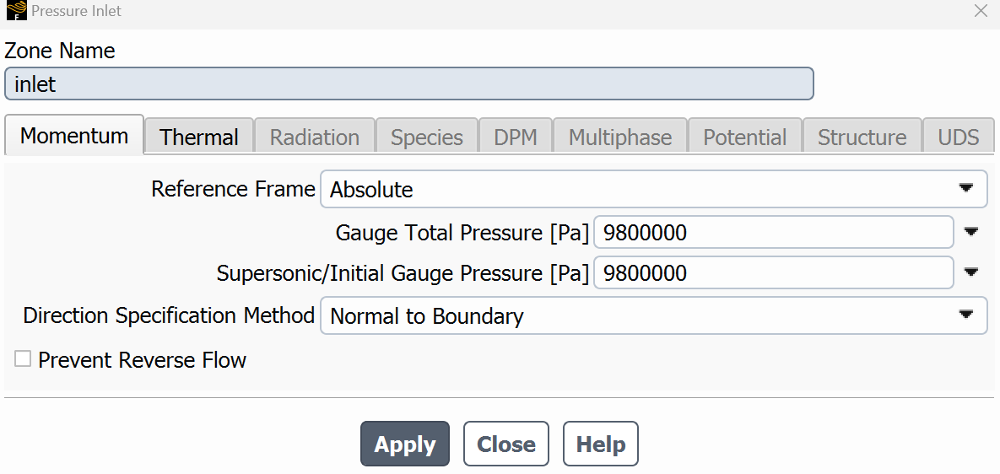 Pressure Inlet
Zone Name
inlet
Momentum Thermal Radiation Species DPM Multiphase Potential Structure UDS
Reference Frame Absolute
Gauge Total Pressure [Pa] 9800000
Supersonic/Initial Gauge Pressure [Pa] 9800000
Direction Specification Method Normal to Boundary
Prevent Reverse Flow
Apply Close Help